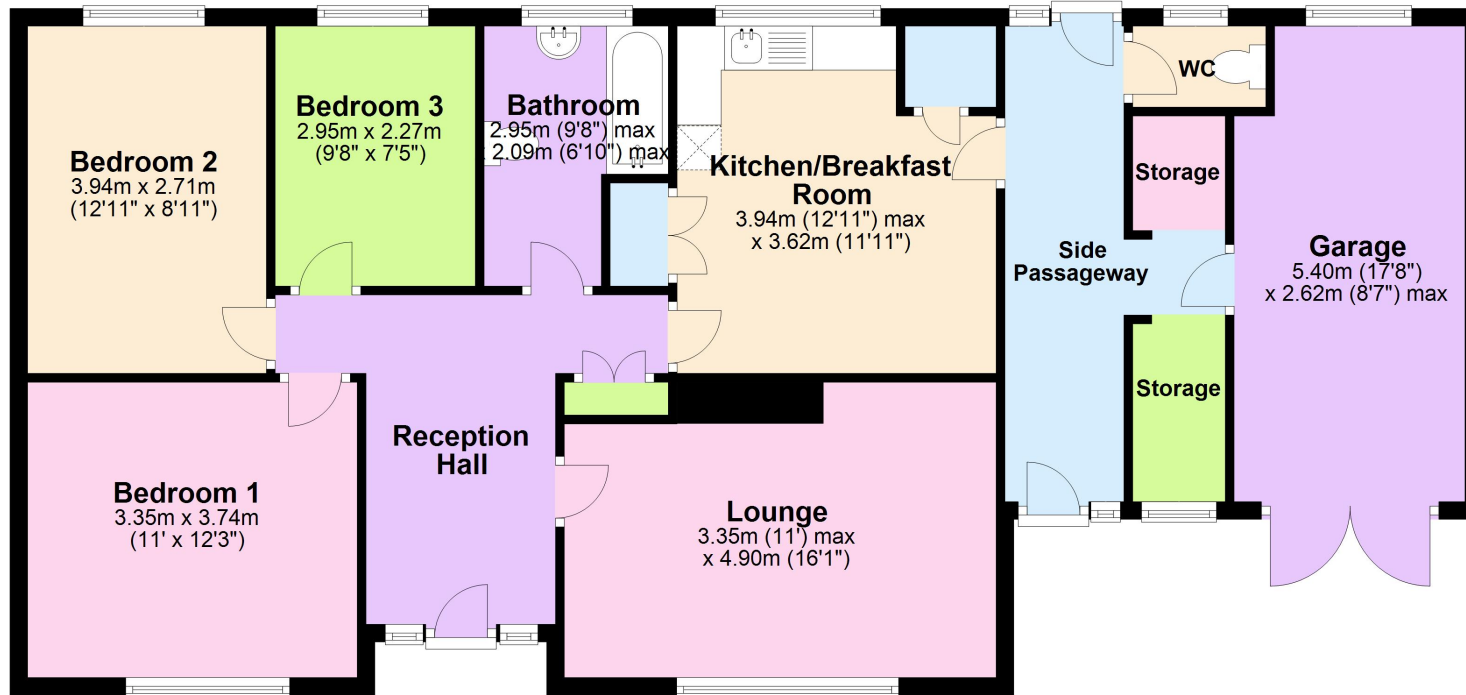 Bedroom 2
3.94m x 2.71m
(12'11" x 8'11")
Bedroom 3
2.95m x 2.27m
(9'8" x 7'5")
Bathroom
2.95m (9'8") max
x 2.09m (6'10") max
Kitchen/Breakfast
Room
3.94m (12'11") max
x 3.62m (11'11")
WC
Storage
Side
Passageway
Garage
5.40m (17'8")
x 2.62m (8'7") max
Storage
Reception
Hall
Bedroom 1
3.35m x 3.74m
(11' x 12'3")
Lounge
3.35m (11') max
x 4.90m (16'1")